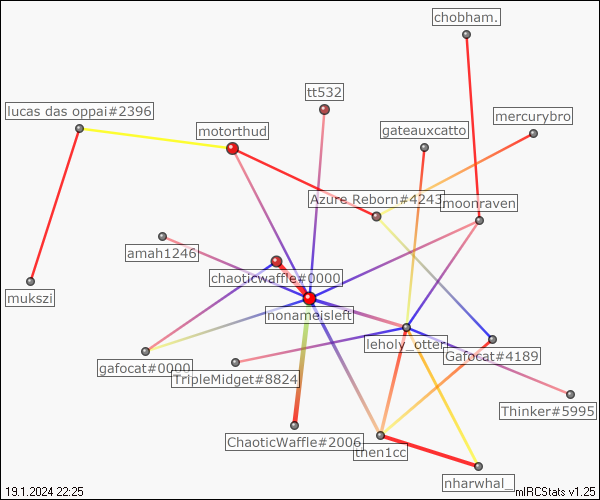 chobham.
tt532
lucas das oppai#2396
mercurybro
motorthud
gateauxcatto
Azure Reborn#4243
moonraven
amah1246
chaoticwaffle#0000
mukszi
nonameisleft
leholy_otter
Gafocat#4189
gafocat#0000
TripleMidget#8824
Thinker#5995
ChaoticWaffle#2006
then1cc
nharwhal_
19.1.2024 22:25
mIRCStats v1.25